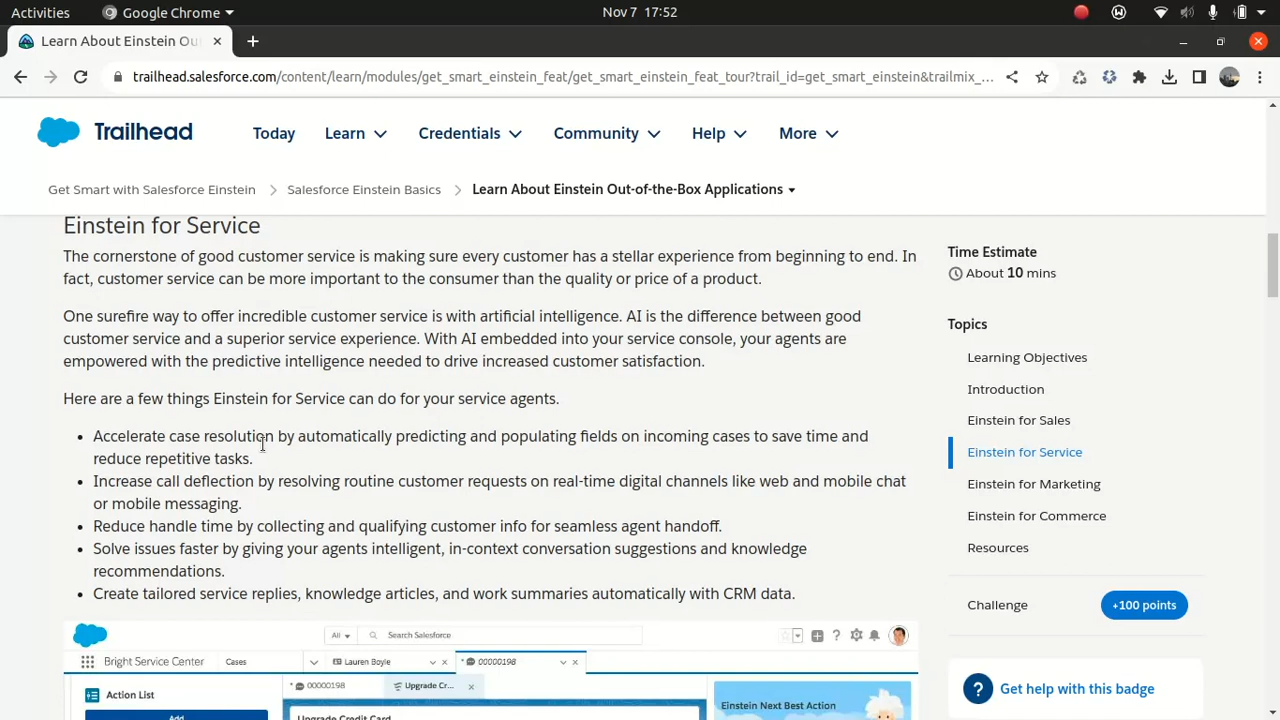 Activities
Google Chrome
Nov 7 17:52
Learn About Einstein Ou
trailhead.salesforce.com/content/learn/modules/get_smart_einstein_feat/get_smart_einstein_feat_tour?trail_id=get_smart_einstein&trailmix_...
Trailhead
Today
Learn
Credentials
Community
Help
More
Get Smart with Salesforce Einstein
Salesforce Einstein Basics
Learn About Einstein Out-of-the-Box Applications
Einstein for Service
The cornerstone of good customer service is making sure every customer has a stellar experience from beginning to end. In
fact, customer service can be more important to the consumer than the quality or price of a product.
One surefire way to offer incredible customer service is with artificial intelligence. AI is the difference between good
customer service and a superior service experience. With AI embedded into your service console, your agents are
empowered with the predictive intelligence needed to drive increased customer satisfaction.
Here are a few things Einstein for Service can do for your service agents.
• Accelerate case resolution by automatically predicting and populating fields on incoming cases to save time and
reduce repetitive tasks.
• Increase call deflection by resolving routine customer requests on real-time digital channels like web and mobile chat
or mobile messaging.
• Reduce handle time by collecting and qualifying customer info for seamless agent handoff.
• Solve issues faster by giving your agents intelligent, in-context conversation suggestions and knowledge
recommendations.
• Create tailored service replies, knowledge articles, and work summaries automatically with CRM data.
All
Search Salesforce
Bright Service Center
Cases
Lauren Boyle
* 00000198
Action List
Add
00000198
Upgrade Cr...
Upgrade Credit Card
Einstein Next Best Action
Time Estimate
About 10 mins
Topics
Learning Objectives
Introduction
Einstein for Sales
Einstein for Service
Einstein for Marketing
Einstein for Commerce
Resources
Challenge
+100 points
? Get help with this badge